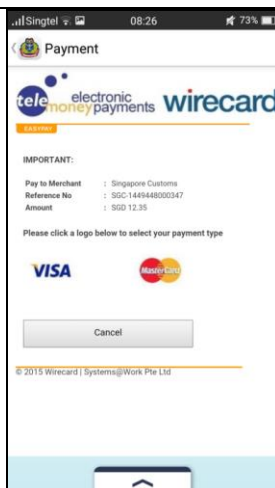 Singtel 08:26 73%
Payment
tele money electronic payments wirecard
EASYPAY
IMPORTANT:
Pay to Merchant : Singapore Customs
Reference No : SGC-1449448000347
Amount : SGD 12.35
Please click a logo below to select your payment type
VISA MasterCard
Cancel
© 2015 Wirecard | Systems@Work Pte Ltd